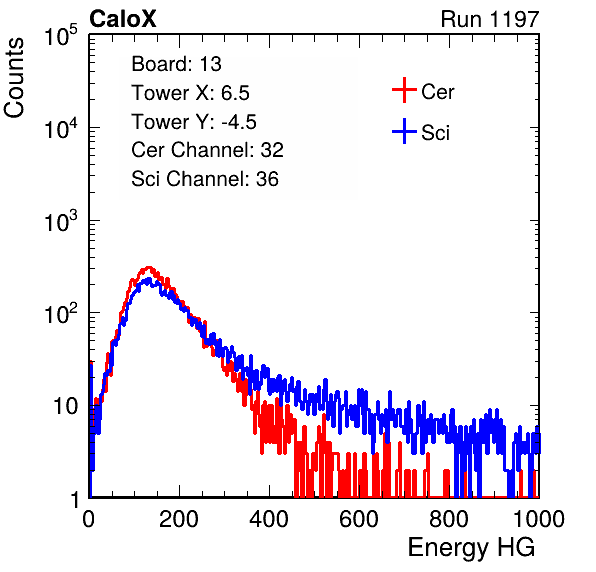 CaloX Run 1197
Counts
Board: 13
Tower X: 6.5
Tower Y: -4.5
Cer Channel: 32
Sci Channel: 36
Cer
Sci
10^5
10^4
10^3
10^2
10
1
0 200 400 600 800 1000
Energy HG